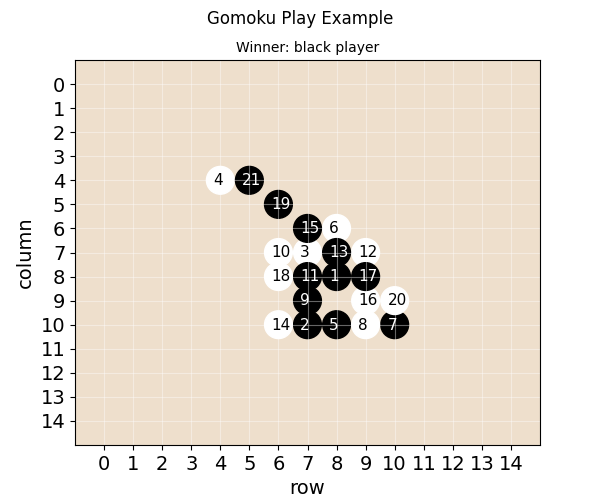 Gomoku Play Example
Winner: black player
0
1
2
3
4 4 21
5 19
6 15 6
7 10 3 13 12
8 18 11 1 17
9 9 16 20
10 14 2 5 8 7
11
12
13
14
column
0 1 2 3 4 5 6 7 8 9 10 11 12 13 14
row